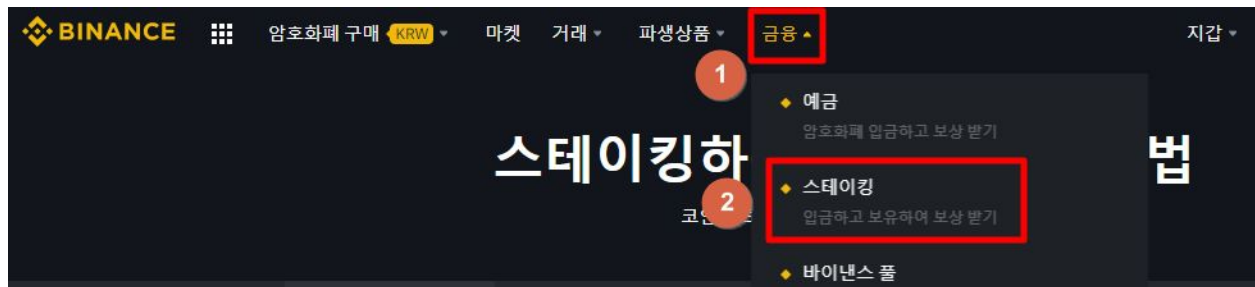 BINANCE 암호화폐 구매 KRW 마켓 거래 파생상품 금융 지갑
1
예금
암호화폐 입금하고 보상 받기
스테이킹하 법
스테이킹
2
입금하고 보유하여 보상 받기
바이낸스 풀